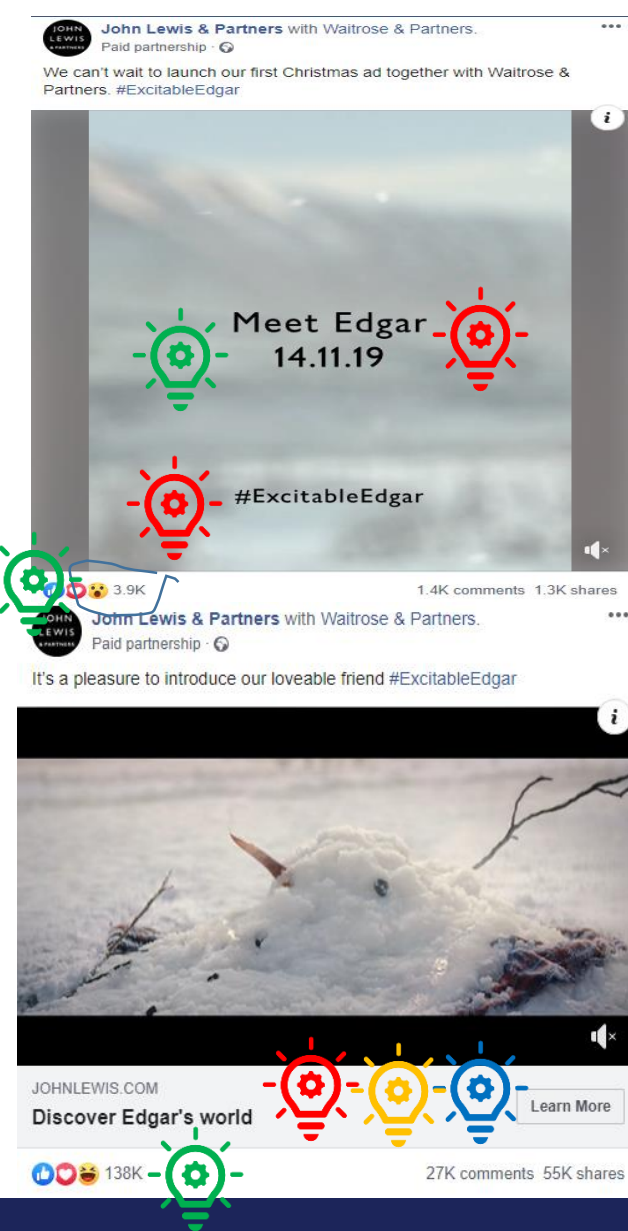 JOHN
LEWIS
& PARTNERS
John Lewis & Partners with Waitrose & Partners.
Paid partnership ·
We can't wait to launch our first Christmas ad together with Waitrose &
Partners. #ExcitableEdgar
i
Meet Edgar
14.11.19
#ExcitableEdgar
3.9K 1.4K comments 1.3K shares
JOHN
LEWIS
& PARTNERS
John Lewis & Partners with Waitrose & Partners.
Paid partnership ·
It's a pleasure to introduce our loveable friend #ExcitableEdgar
i
JOHNLEWIS.COM
Discover Edgar's world
Learn More
138K 27K comments 55K shares